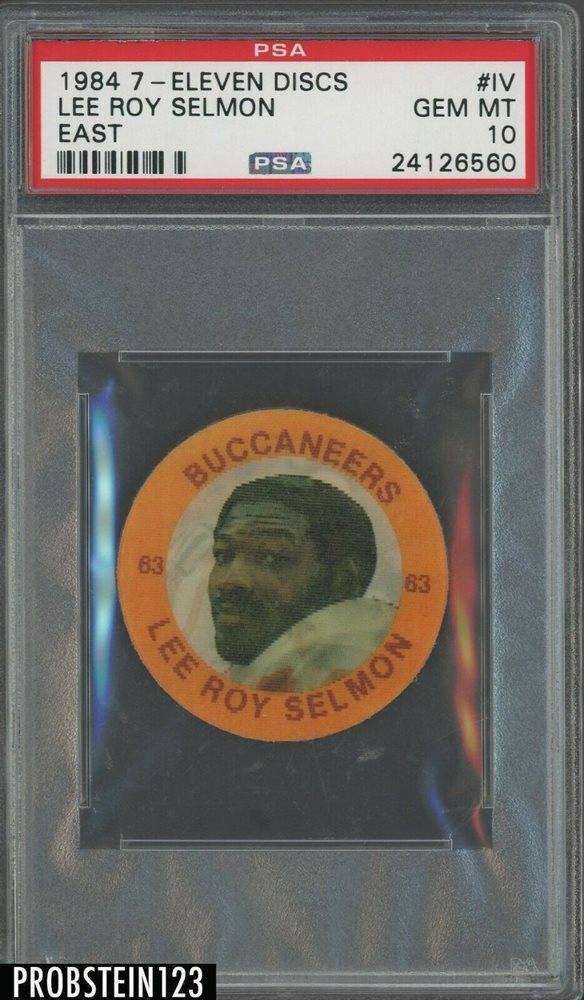 PSA
1984 7-ELEVEN DISCS #IV
LEE ROY SELMON GEM MT
EAST 10
PSA 24126560
BUCCANEERS
63 63
LEE ROY SELMON
PSA
PROBSTEIN123